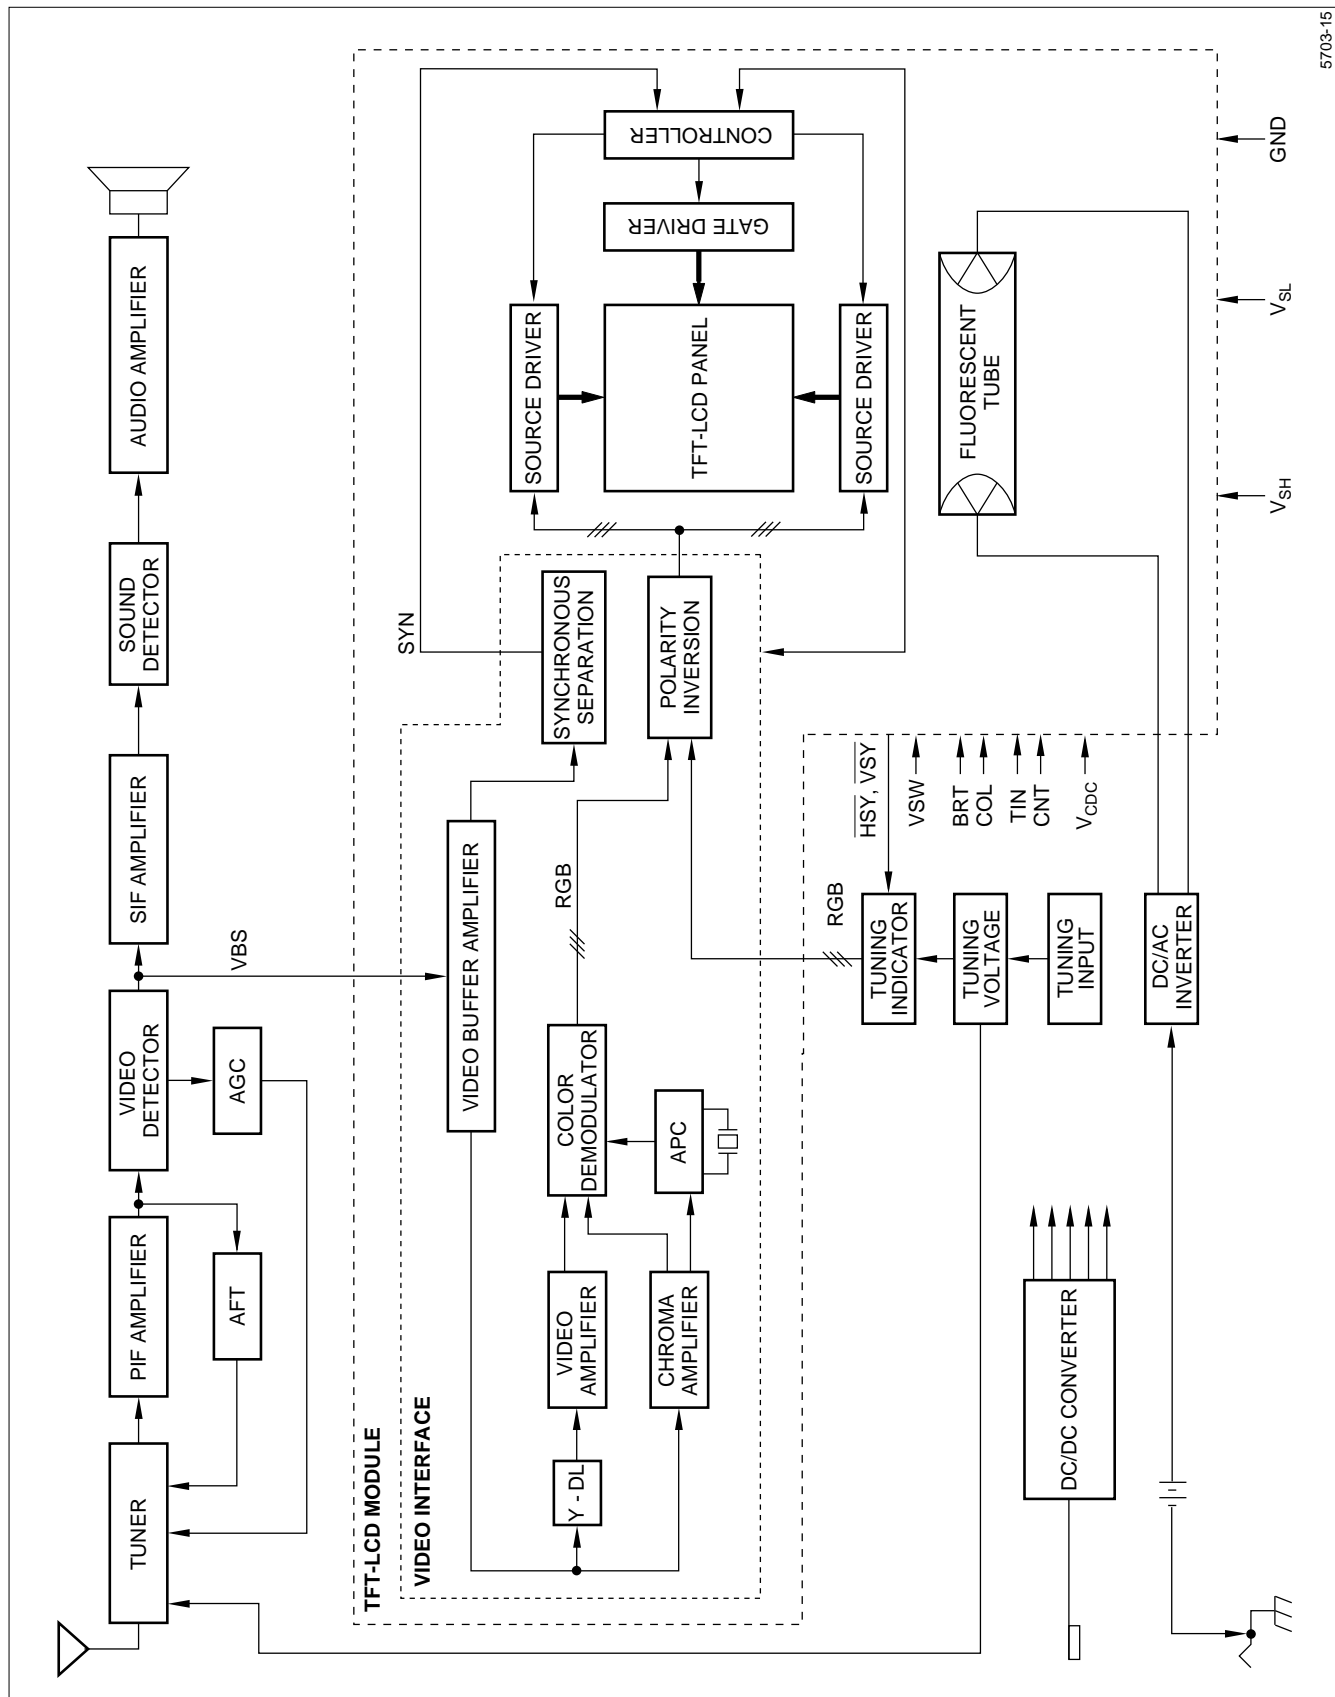 TUNER
PIF AMPLIFIER
AFT
VIDEO
DETECTOR
AGC
SIF AMPLIFIER
SOUND
DETECTOR
AUDIO AMPLIFIER
VBS
TFT-LCD MODULE
VIDEO INTERFACE
VIDEO BUFFER AMPLIFIER
Y - DL
VIDEO
AMPLIFIER
CHROMA
AMPLIFIER
COLOR
DEMODULATOR
APC
RGB
SYNCHRONOUS
SEPARATION
SYN
POLARITY
INVERSION
SOURCE DRIVER
TFT-LCD PANEL
SOURCE DRIVER
GATE DRIVER
CONTROLLER
RGB
TUNING
INDICATOR
TUNING
VOLTAGE
TUNING
INPUT
HSY, VSY
VSW
BRT
COL
TIN
CNT
VCDC
DC/AC
INVERTER
FLUORESCENT
TUBE
DC/DC CONVERTER
VSH
VSL
GND
5703-15